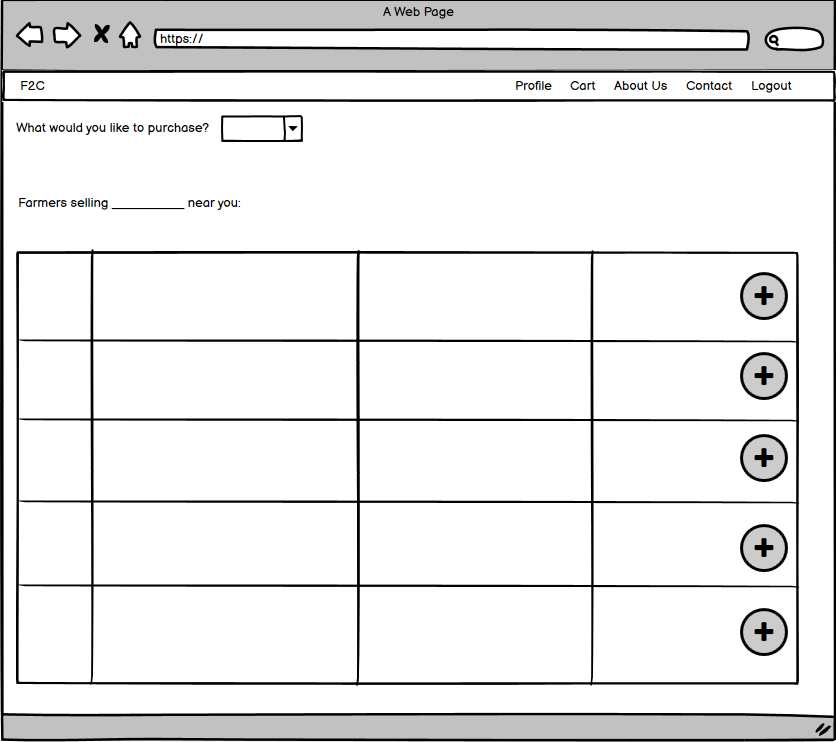 A Web Page
https://
F2C Profile Cart About Us Contact Logout
What would you like to purchase?
Farmers selling __________ near you: